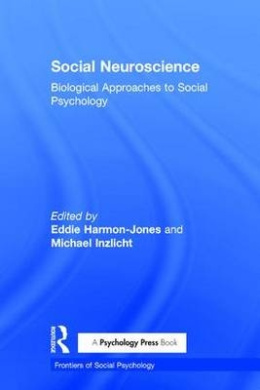 Social Neuroscience
Biological Approaches to Social
Psychology
Edited by
Eddie Harmon-Jones and
Michael Inzlicht
ROUTLEDGE
A Psychology Press Book
Frontiers of Social Psychology